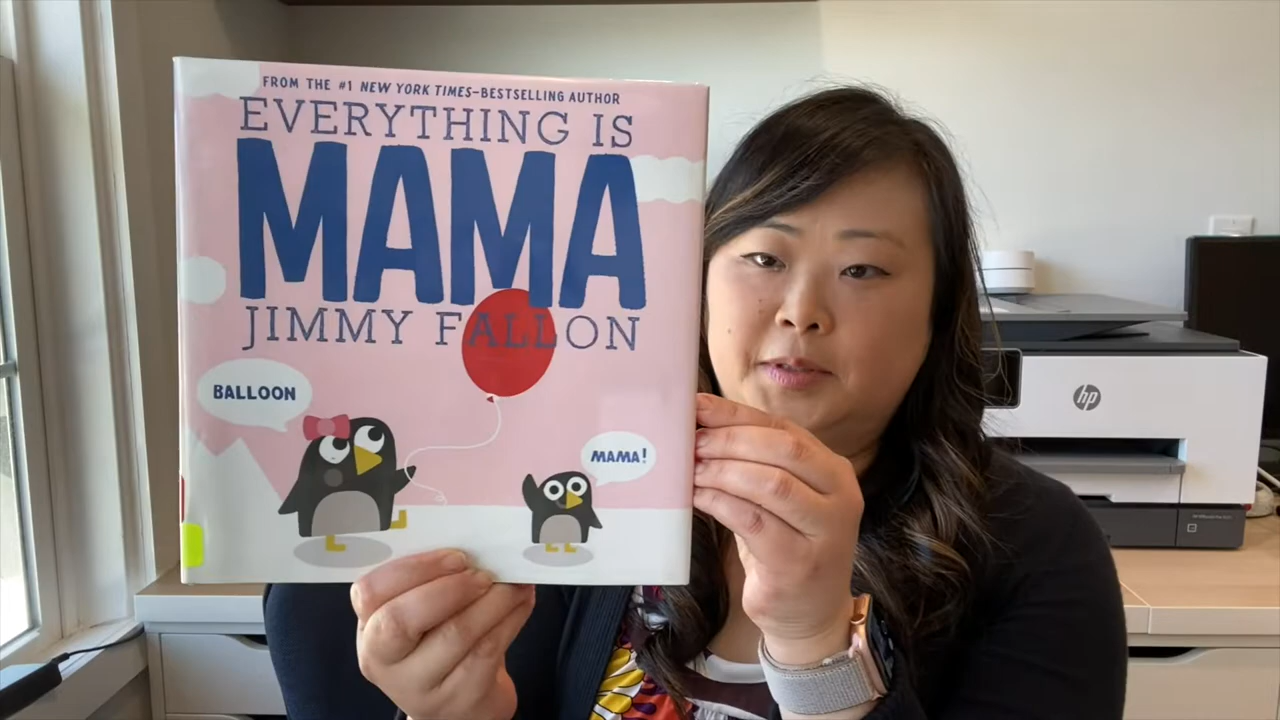 FROM THE #1 NEW YORK TIMES-BESTSELLING AUTHOR
EVERYTHING IS
MAMA
JIMMY FALLON
BALLOON
MAMA!
hp